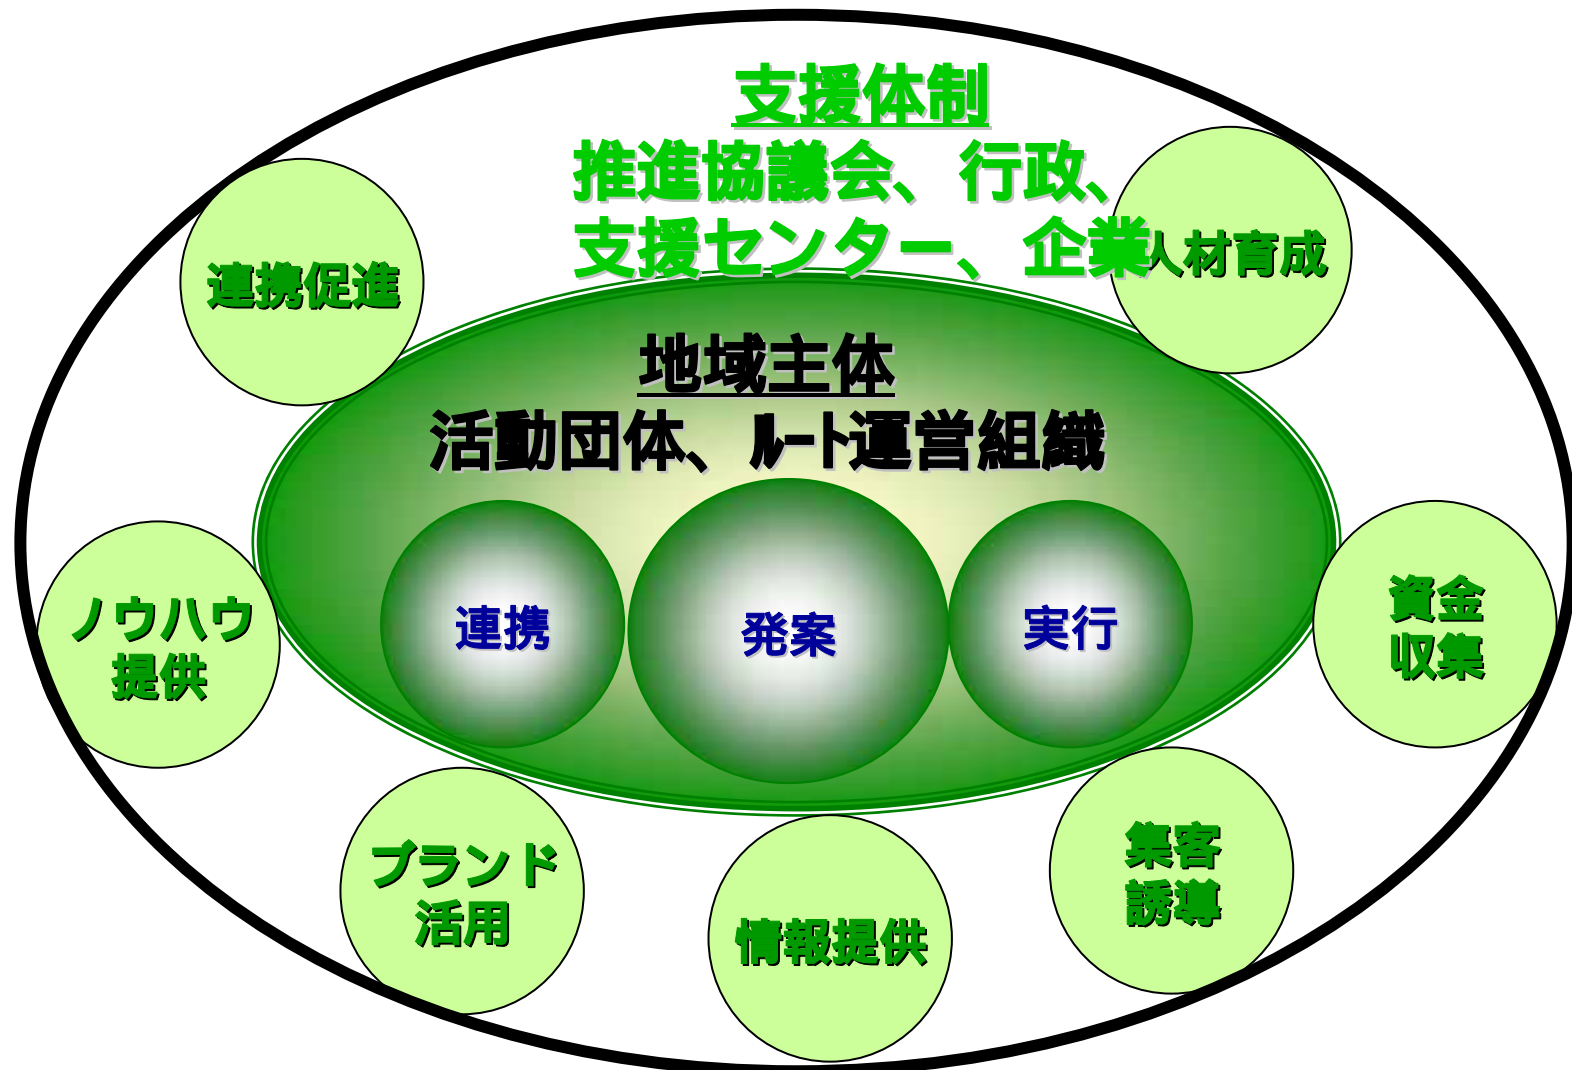 支援体制
推進協議会、行政、
支援センター、企業
人材育成
連携促進
地域主体
活動団体、ﾙｰﾄ運営組織
連携
発案
実行
ノウハウ
提供
資金
収集
ブランド
活用
情報提供
集客
誘導